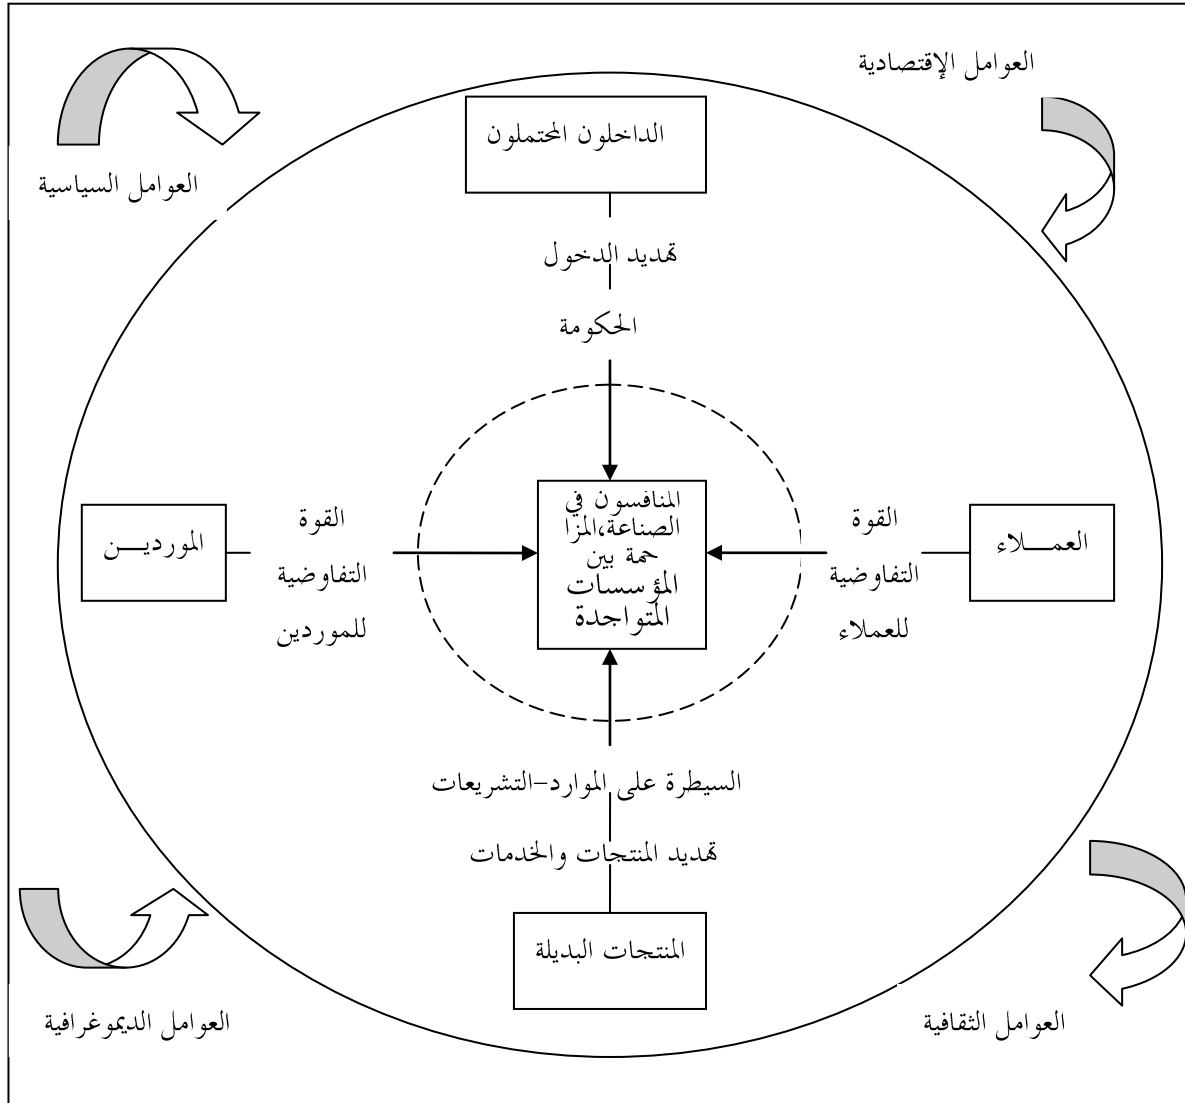 العوامل الإقتصادية
الداخلون المحتملون
العوامل السياسية
تهديد الدخول
الحكومة
المنافسون في
الصناعة،المزا
حمة بين
المؤسسات
المتواجدة
العمـــلاء
القوة
التفاوضية
للعملاء
القوة
التفاوضية
للموردين
المورديــن
السيطرة على الموارد-التشريعات
تهديد المنتجات والخدمات
المنتجات البديلة
العوامل الثقافية
العوامل الديموغرافية